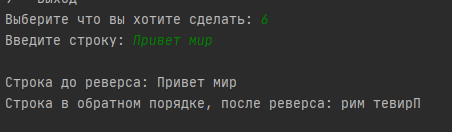 Выберите что вы хотите сделать: 6
Введите строку: Привет мир
Строка до реверса: Привет мир
Строка в обратном порядке, после реверса: рим тевирП